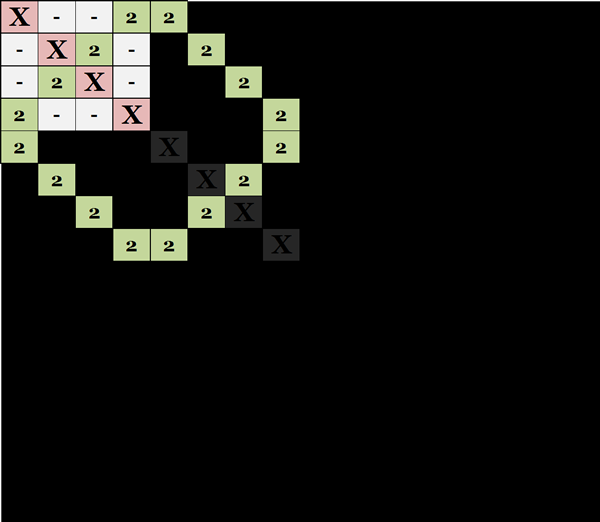 X - - 2 2
- X 2 - 2
- 2 X - 2
2 - - X 2
2 X 2
2 X 2
2 2 X
2 2 X